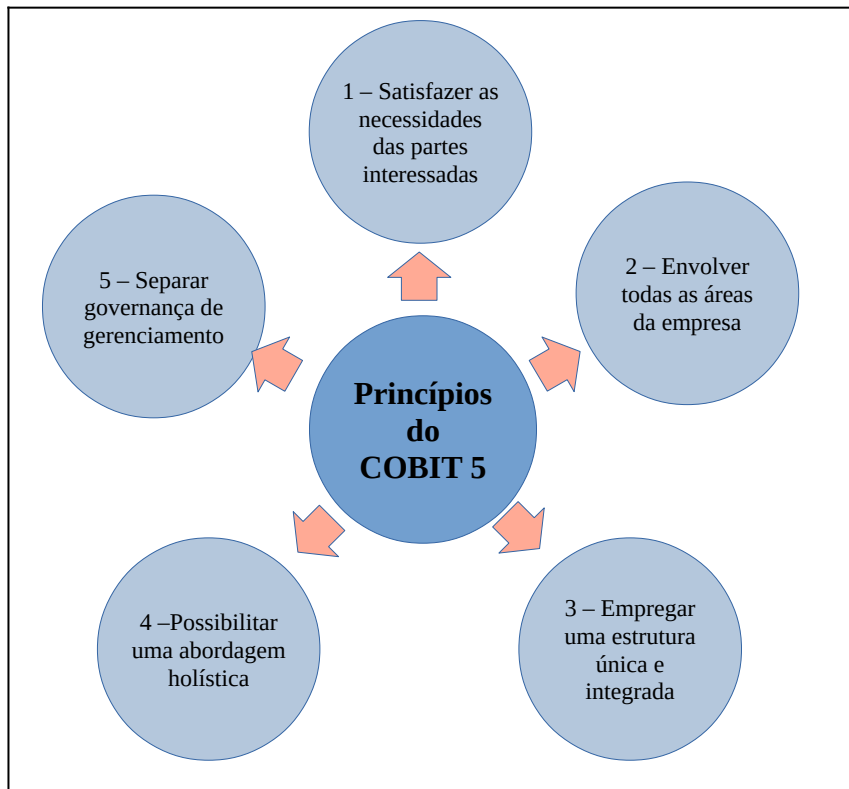 1 – Satisfazer as
necessidades
das partes
interessadas
2 – Envolver
todas as áreas
da empresa
5 – Separar
governança de
gerenciamento
Princípios
do
COBIT 5
3 – Empregar
uma estrutura
única e
integrada
4 –Possibilitar
uma abordagem
holística